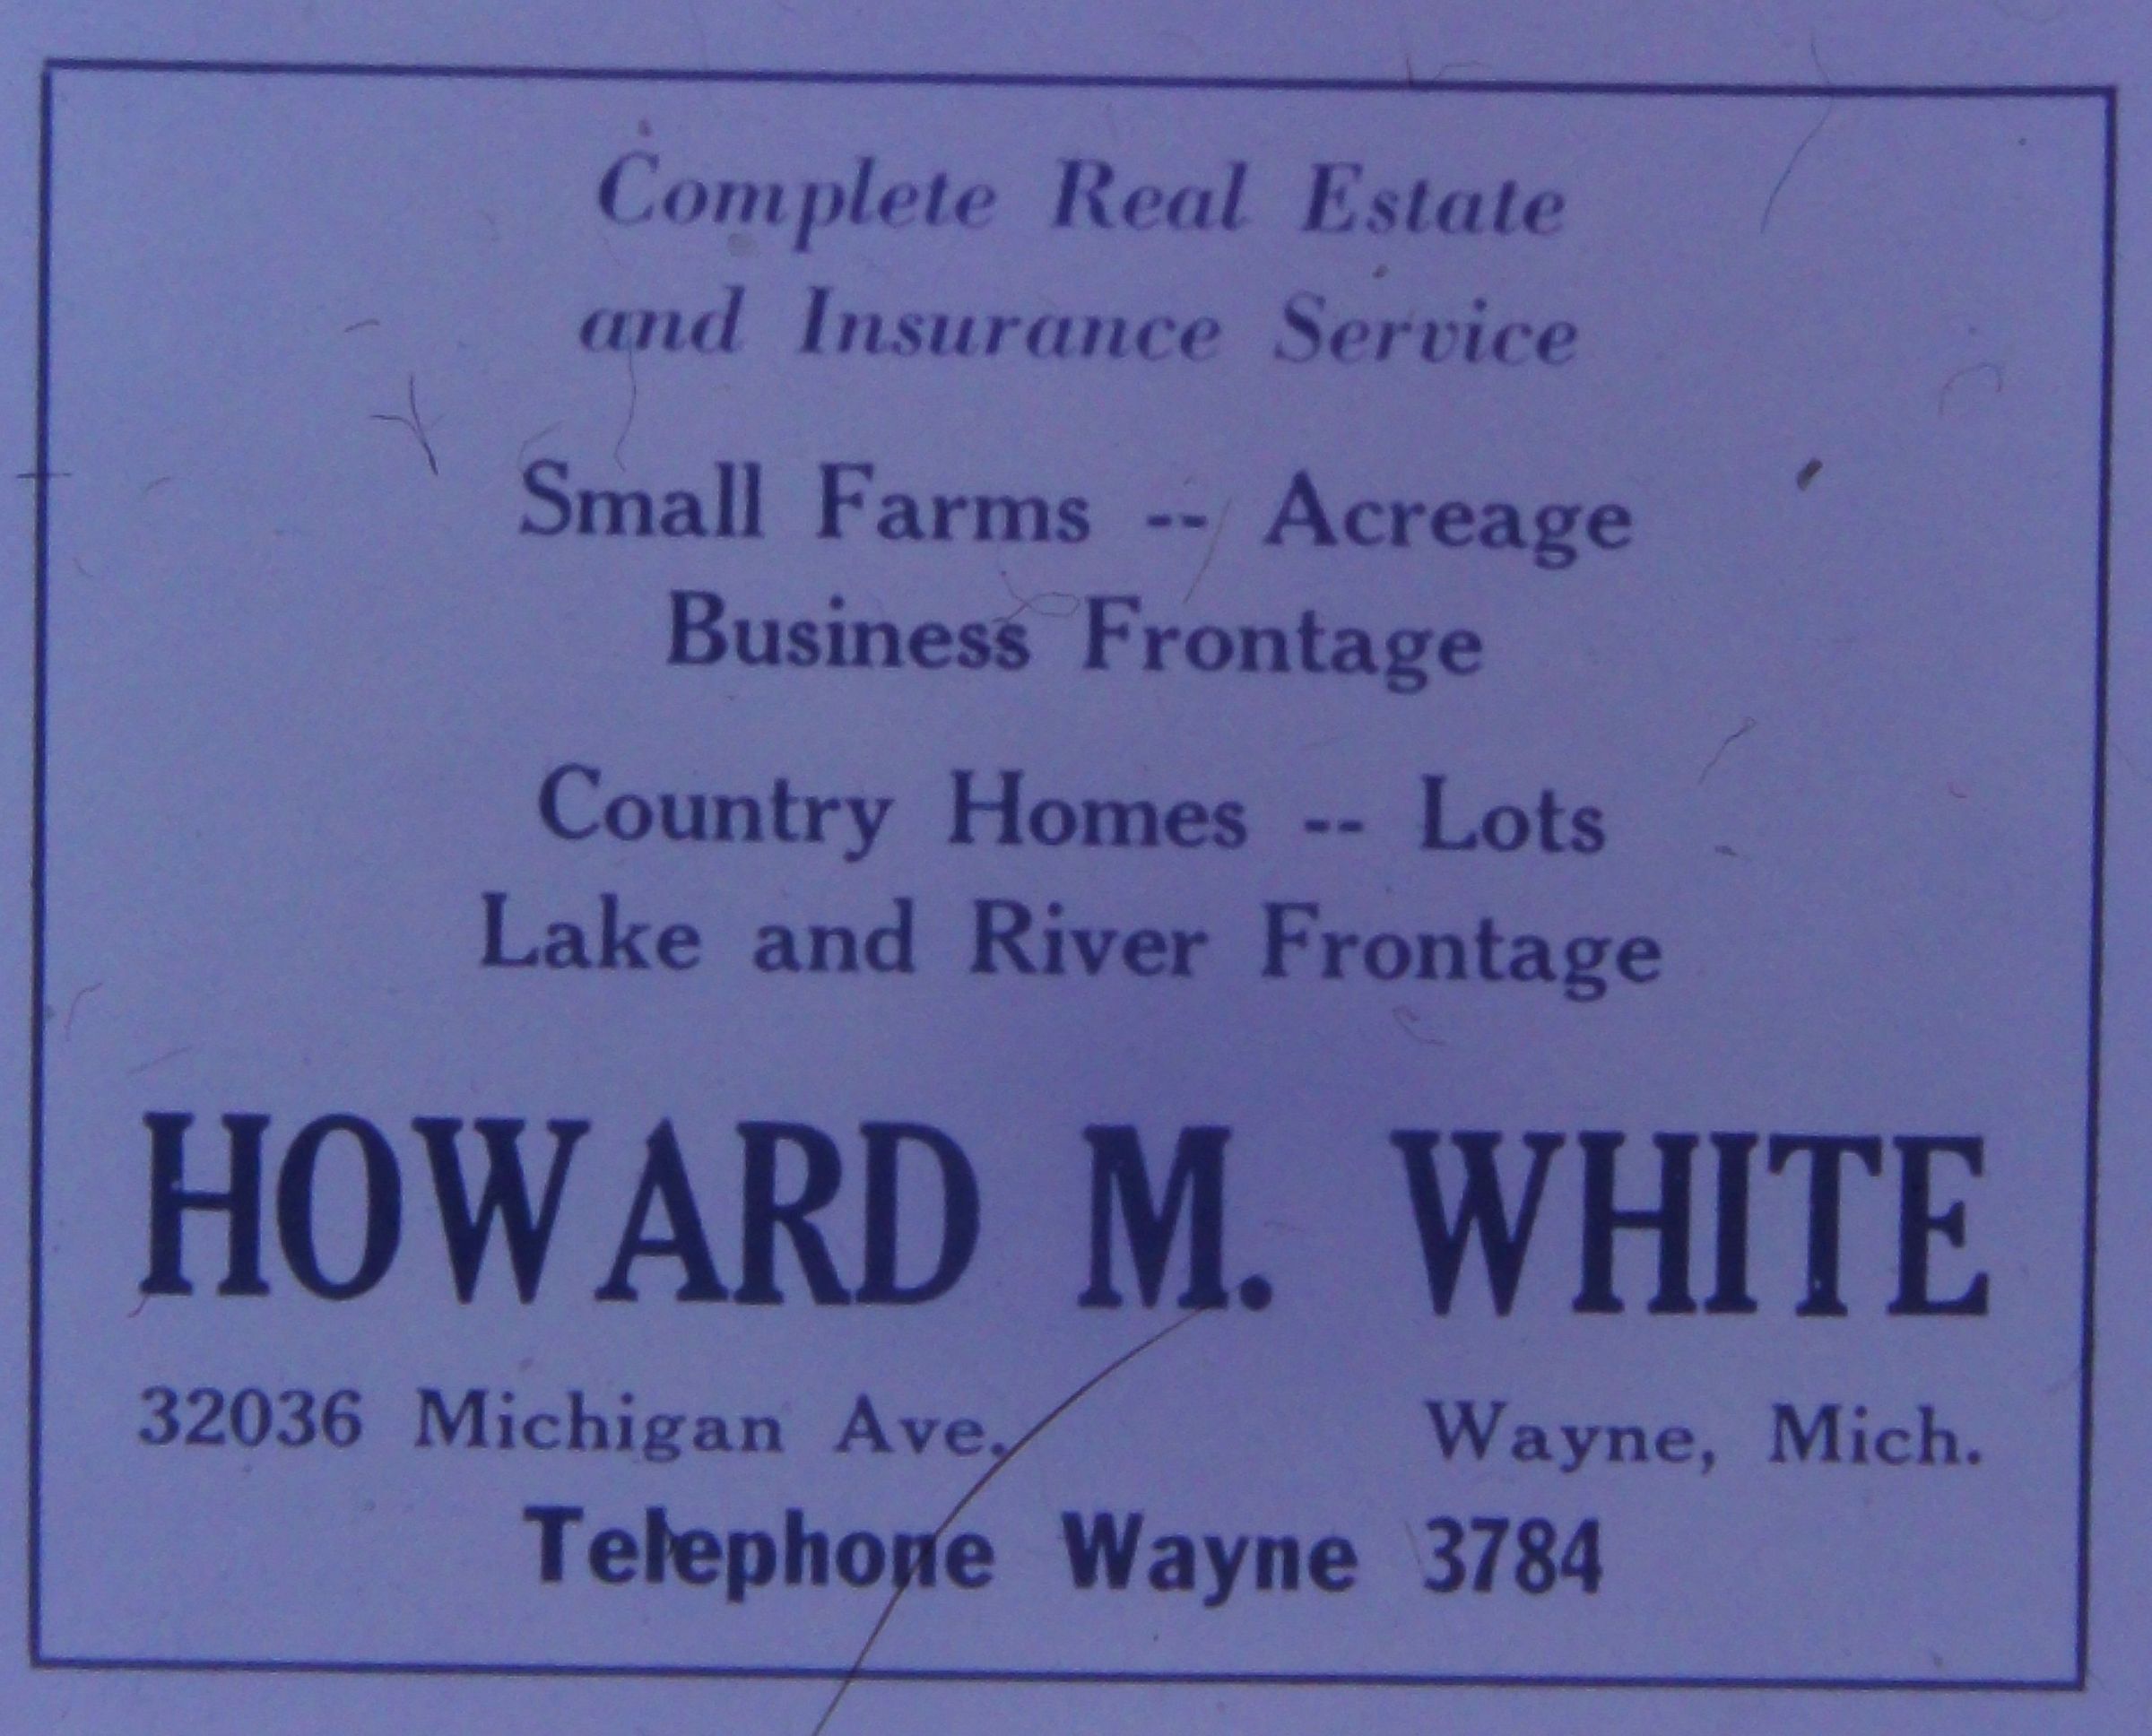 Complete Real Estate
and Insurance Service
Small Farms -- Acreage
Business Frontage
Country Homes -- Lots
Lake and River Frontage
HOWARD M. WHITE
32036 Michigan Ave. Wayne, Mich.
Telephone Wayne 3784